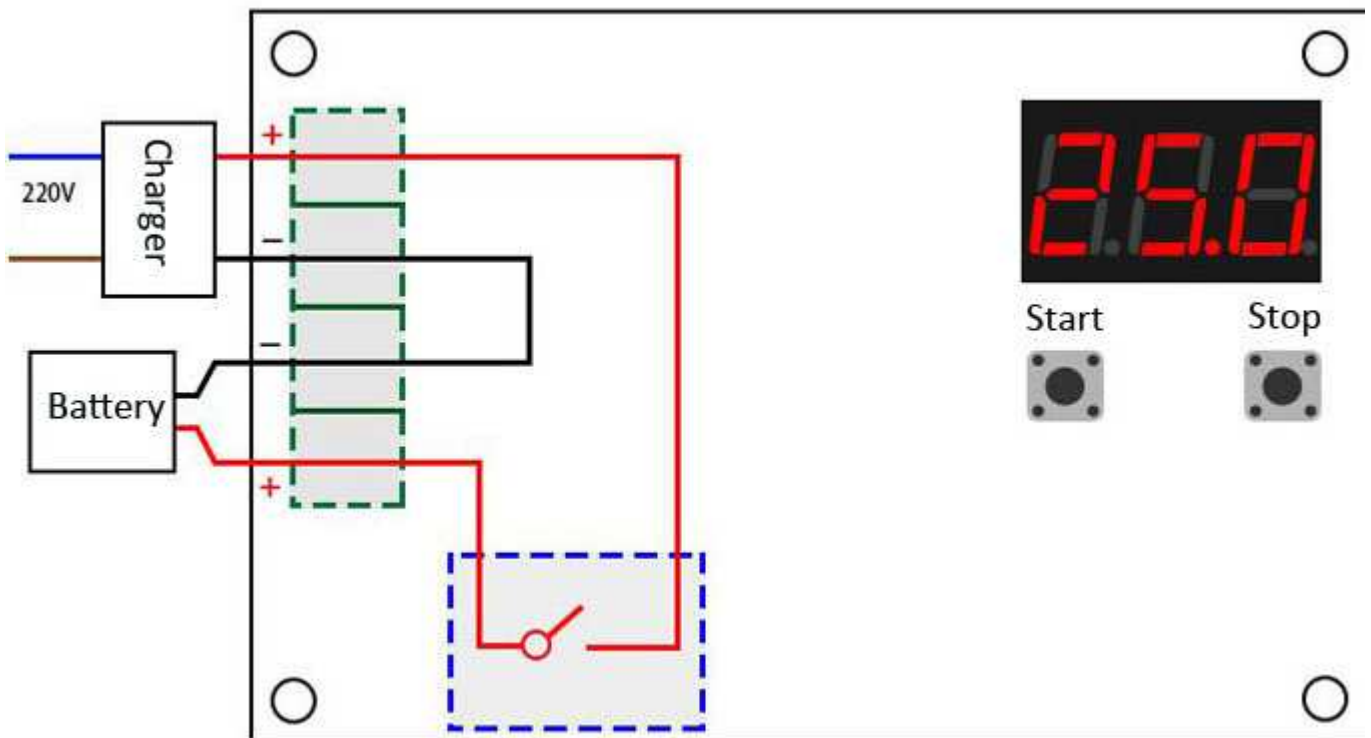 220V
Charger
+
−
−
+
Battery
25.0
Start
Stop